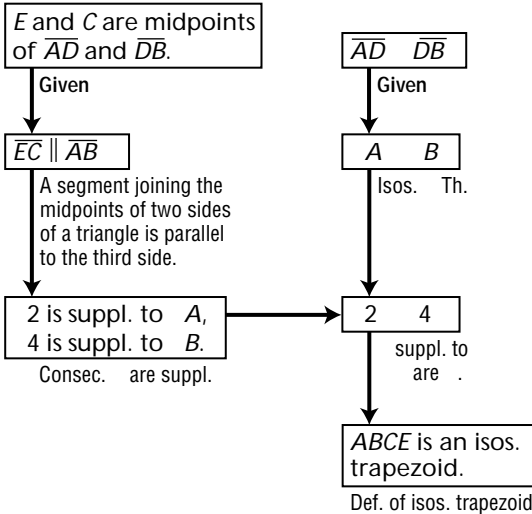 E and C are midpoints
of AD and DB.
Given
EC || AB
A segment joining the
midpoints of two sides
of a triangle is parallel
to the third side.
2 is suppl. to A,
4 is suppl. to B.
Consec. are suppl.
AD DB
Given
A B
Isos. Th.
2 4
suppl. to
are .
ABCE is an isos.
trapezoid.
Def. of isos. trapezoid